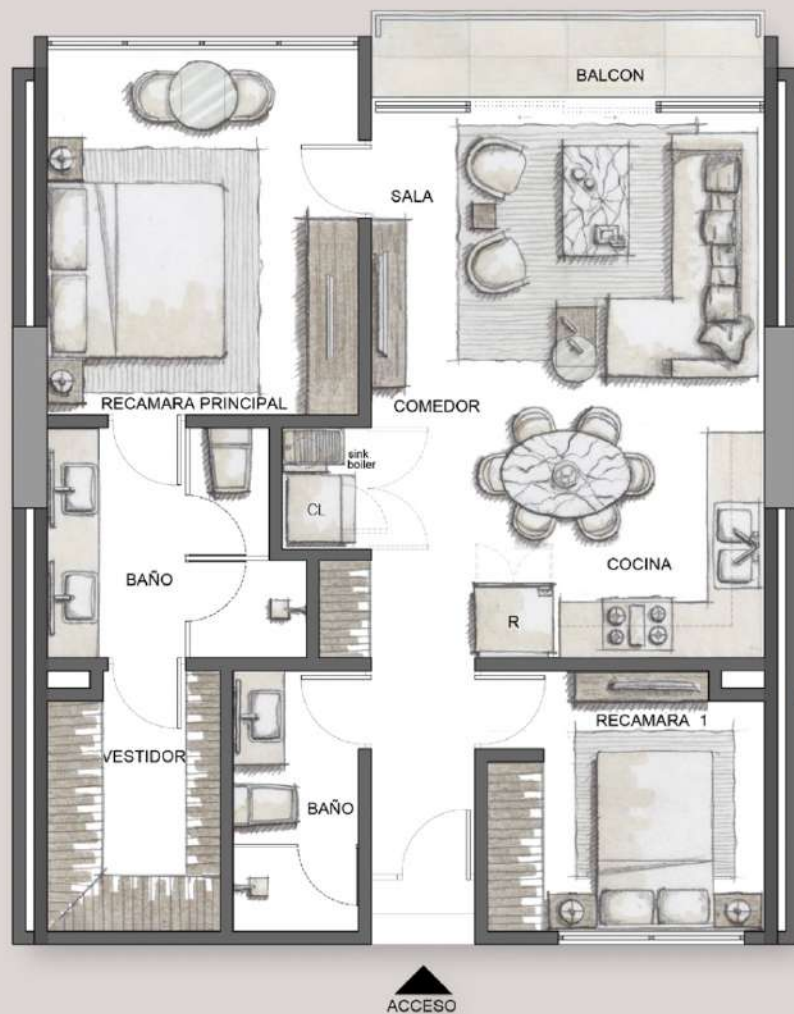 BALCON
SALA
RECAMARA PRINCIPAL
COMEDOR
sink
boiler
CL
BAÑO
COCINA
R
RECAMARA 1
VESTIDOR
BAÑO
ACCESO